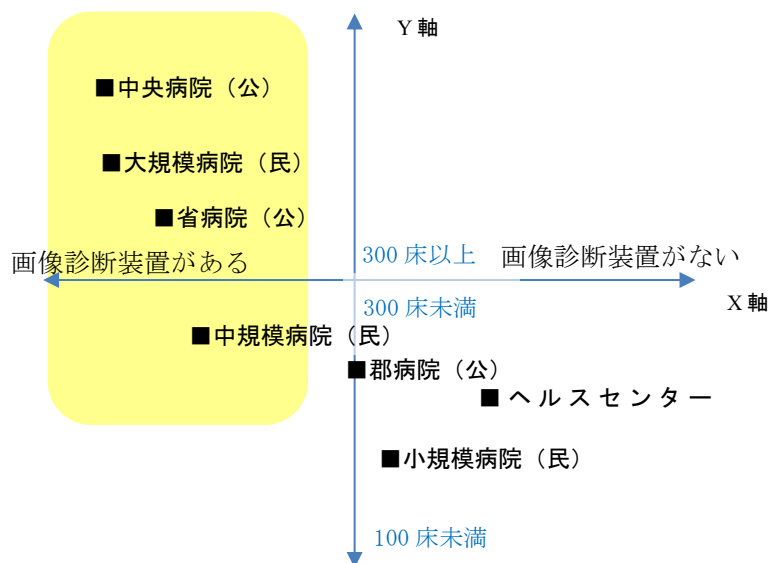 Y 軸
■中央病院（公）
■大規模病院（民）
■省病院（公）
300 床以上
画像診断装置がない
画像診断装置がある
300 床未満
X 軸
■中規模病院（民）
■郡病院（公）
■ ヘルスセンター
■小規模病院（民）
100 床未満